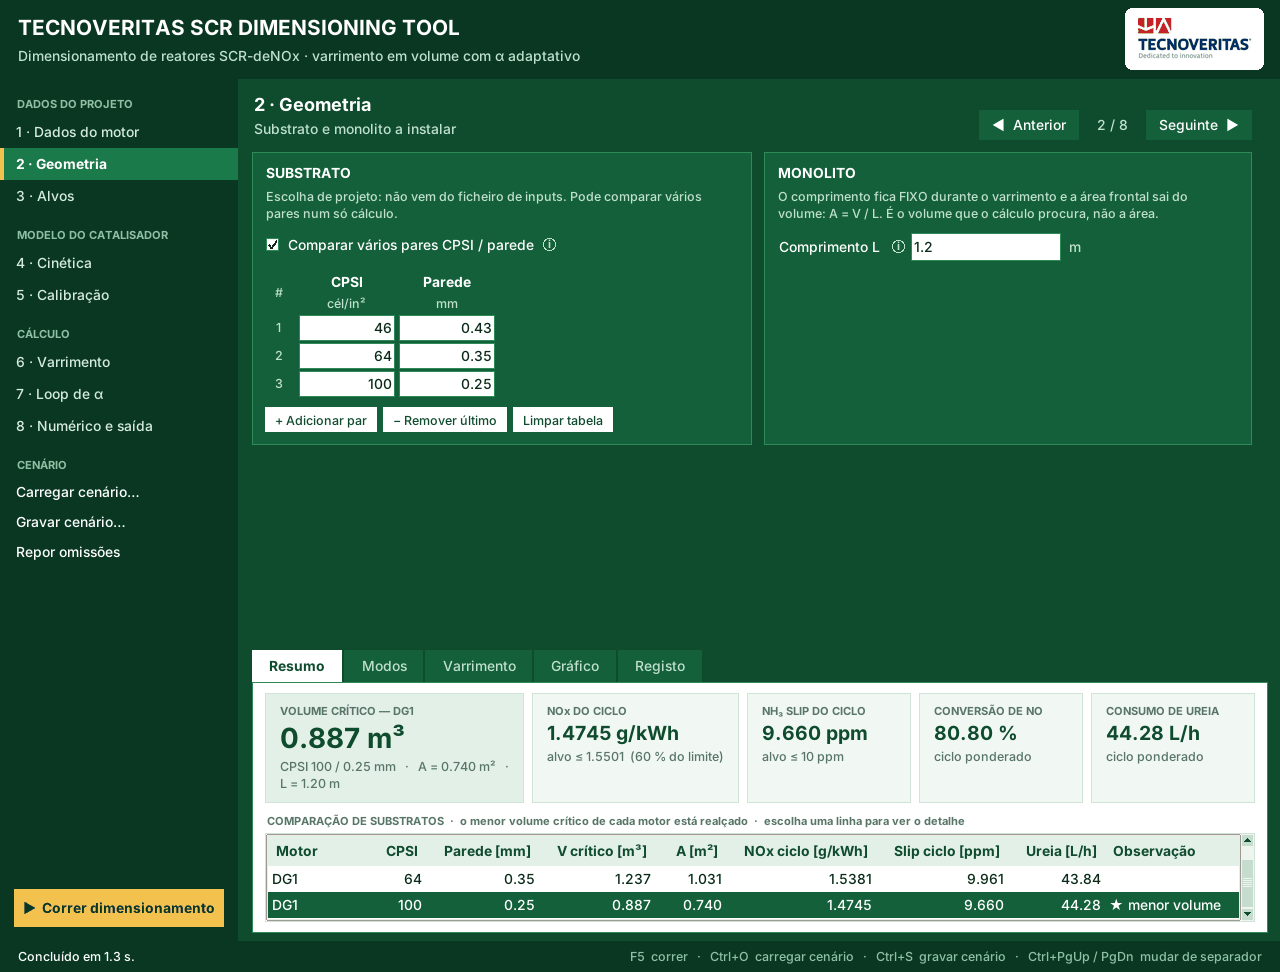 TECNOVERITAS SCR DIMENSIONING TOOL
Dimensionamento de reatores SCR-deNOx · varrimento em volume com α adaptativo
TECNOVERITAS
Dedicated to innovation
DADOS DO PROJETO
1 · Dados do motor
2 · Geometria
3 · Alvos
MODELO DO CATALISADOR
4 · Cinética
5 · Calibração
CÁLCULO
6 · Varrimento
7 · Loop de α
8 · Numérico e saída
CENÁRIO
Carregar cenário...
Gravar cenário...
Repor omissões
▶ Correr dimensionamento
2 · Geometria
Substrato e monolito a instalar
◀ Anterior
2 / 8
Seguinte ▶
SUBSTRATO
Escolha de projeto: não vem do ficheiro de inputs. Pode comparar vários
pares num só cálculo.
Comparar vários pares CPSI / parede ⓘ
# CPSI Parede
cél/in² mm
1 46 0.43
2 64 0.35
3 100 0.25
+ Adicionar par
− Remover último
Limpar tabela
MONOLITO
O comprimento fica FIXO durante o varrimento e a área frontal sai do
volume: A = V / L. É o volume que o cálculo procura, não a área.
Comprimento L ⓘ 1.2 m
Resumo
Modos
Varrimento
Gráfico
Registo
VOLUME CRÍTICO — DG1
0.887 m³
CPSI 100 / 0.25 mm · A = 0.740 m² ·
L = 1.20 m
NOx DO CICLO
1.4745 g/kWh
alvo ≤ 1.5501 (60 % do limite)
NH₃ SLIP DO CICLO
9.660 ppm
alvo ≤ 10 ppm
CONVERSÃO DE NO
80.80 %
ciclo ponderado
CONSUMO DE UREIA
44.28 L/h
ciclo ponderado
COMPARAÇÃO DE SUBSTRATOS · o menor volume crítico de cada motor está realçado · escolha uma linha para ver o detalhe
Motor CPSI Parede [mm] V crítico [m³] A [m²] NOx ciclo [g/kWh] Slip ciclo [ppm] Ureia [L/h] Observação
DG1 64 0.35 1.237 1.031 1.5381 9.961 43.84
DG1 100 0.25 0.887 0.740 1.4745 9.660 44.28 ★ menor volume
Concluído em 1.3 s.
F5 correr · Ctrl+O carregar cenário · Ctrl+S gravar cenário · Ctrl+PgUp / PgDn mudar de separador